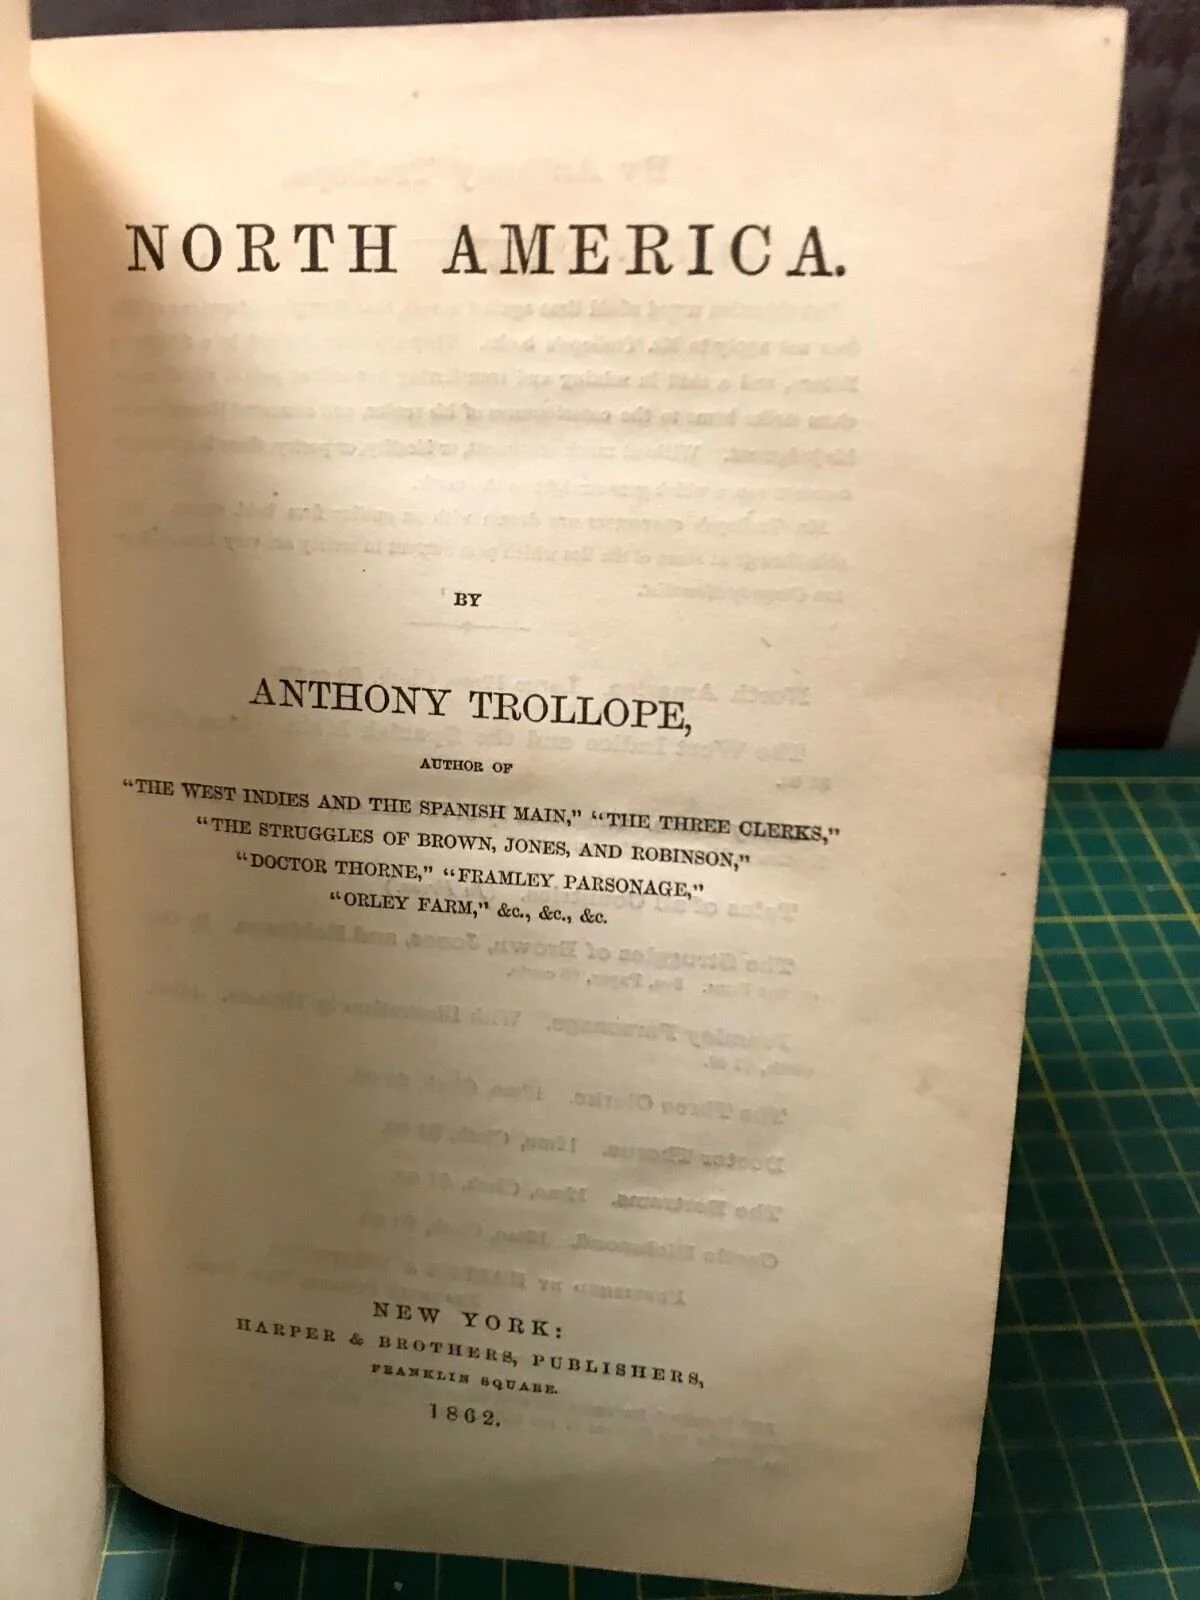 NORTH AMERICA.
BY
ANTHONY TROLLOPE,
AUTHOR OF
"THE WEST INDIES AND THE SPANISH MAIN," "THE THREE CLERKS,"
"THE STRUGGLES OF BROWN, JONES, AND ROBINSON,"
"DOCTOR THORNE," "FRAMLEY PARSONAGE,"
"ORLEY FARM," &c., &c., &c.
NEW YORK:
HARPER & BROTHERS, PUBLISHERS,
FRANKLIN SQUARE.
1862.